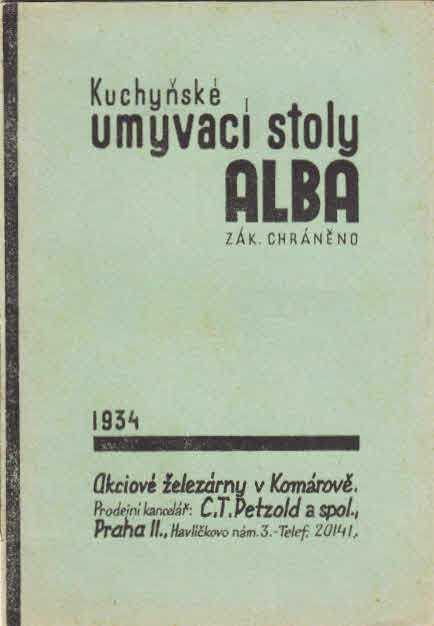 Kuchyňské
umyvací stoly
ALBA
ZÁK. CHRÁNĚNO
1934
Akciové železárny v Komárově.
Prodejní kancelář: C.T. Petzold a spol.,
Praha II., Havlíčkovo nám. 3.-Telef. 20141.